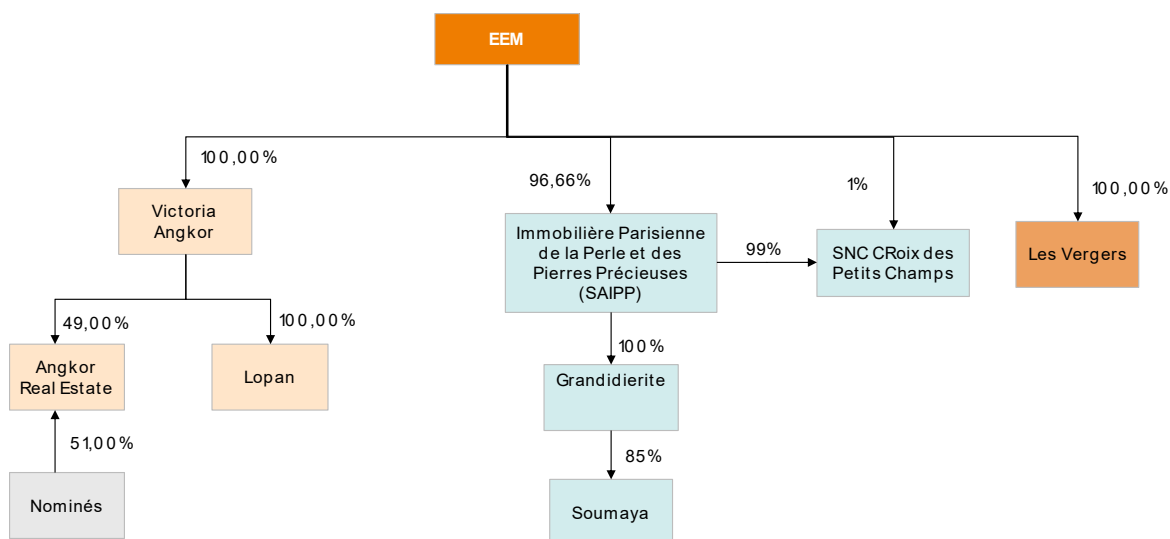 EEM
100,00%
96,66%
1%
100,00%
Victoria
Angkor
Immobilière Parisienne
de la Perle et des
Pierres Précieuses
(SAIPP)
99%
SNC CRoix des
Petits Champs
Les Vergers
49,00%
100,00%
100%
Angkor
Real Estate
Lopan
Grandidierite
51,00%
85%
Nominés
Soumaya